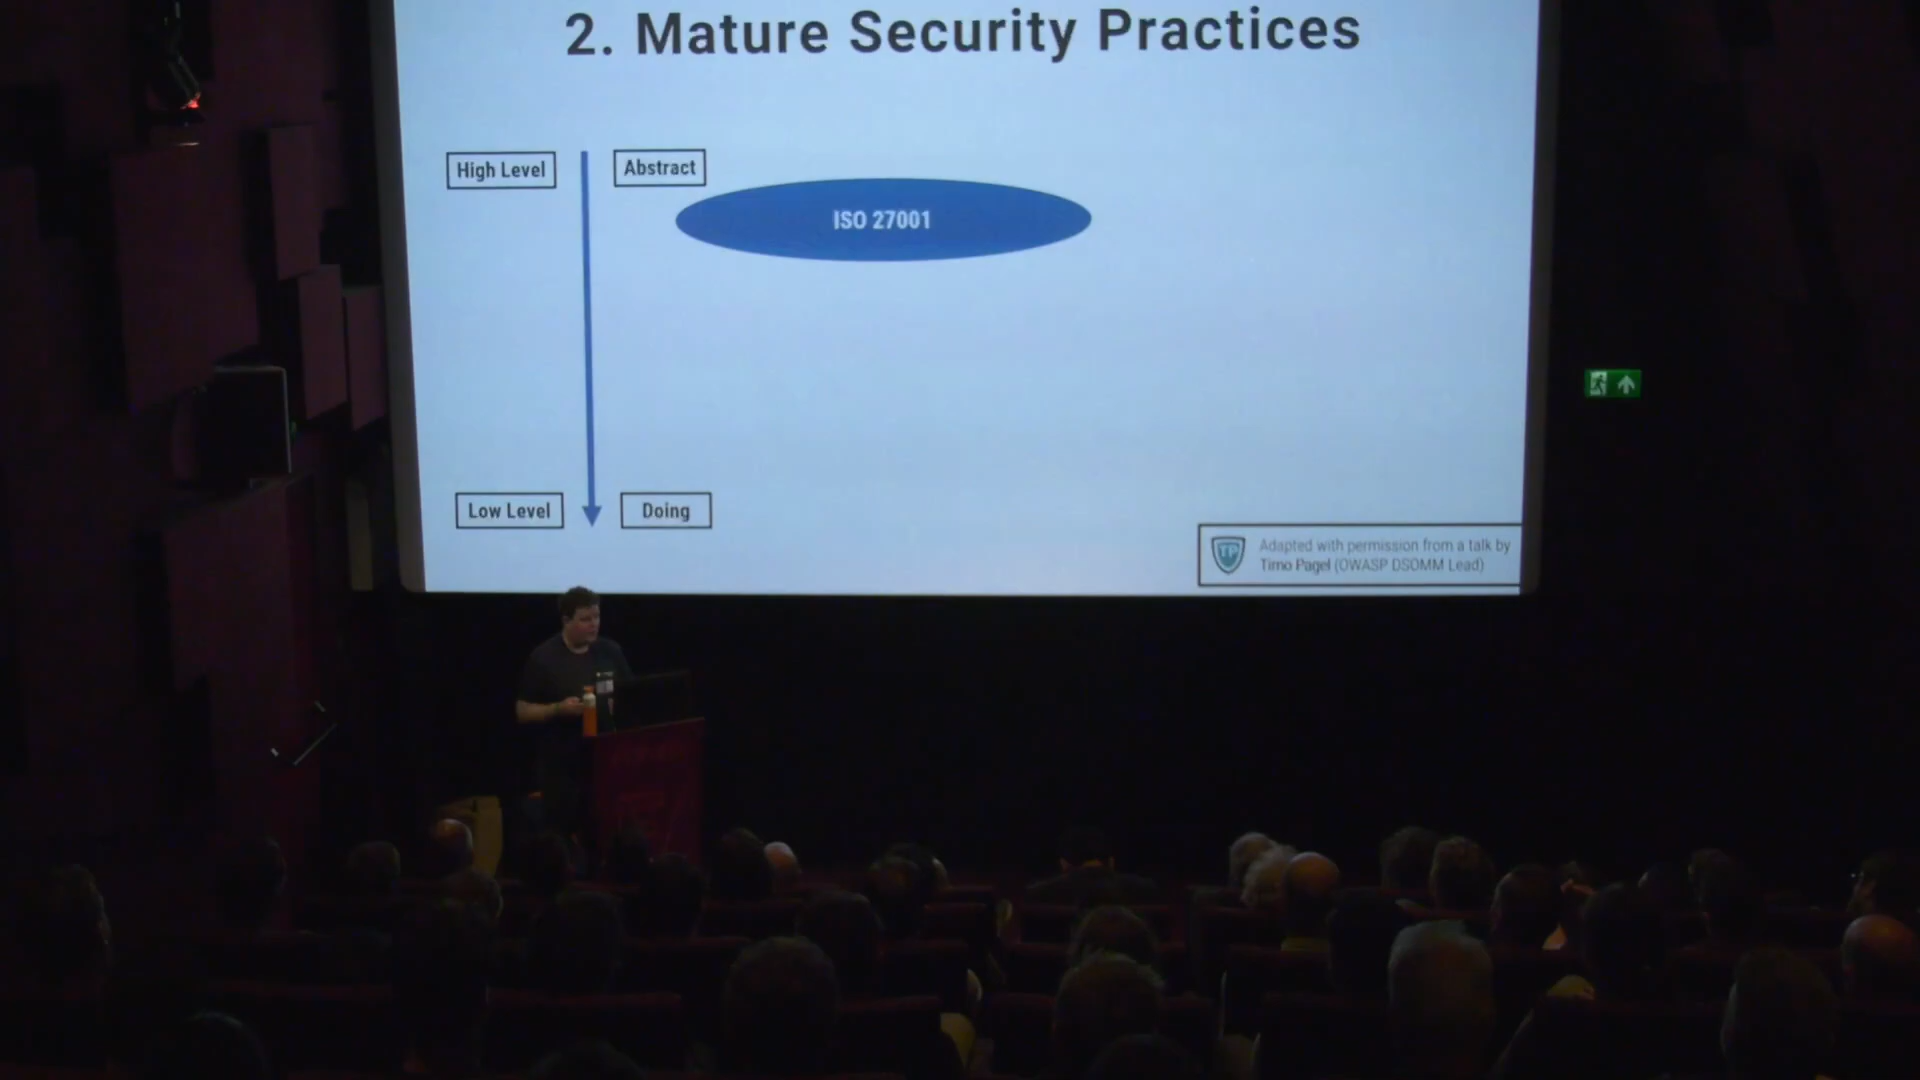 2. Mature Security Practices
High Level
Abstract
ISO 27001
Low Level
Doing
TP
Adapted with permission from a talk by
Timo Pagel (OWASP DSOMM Lead)